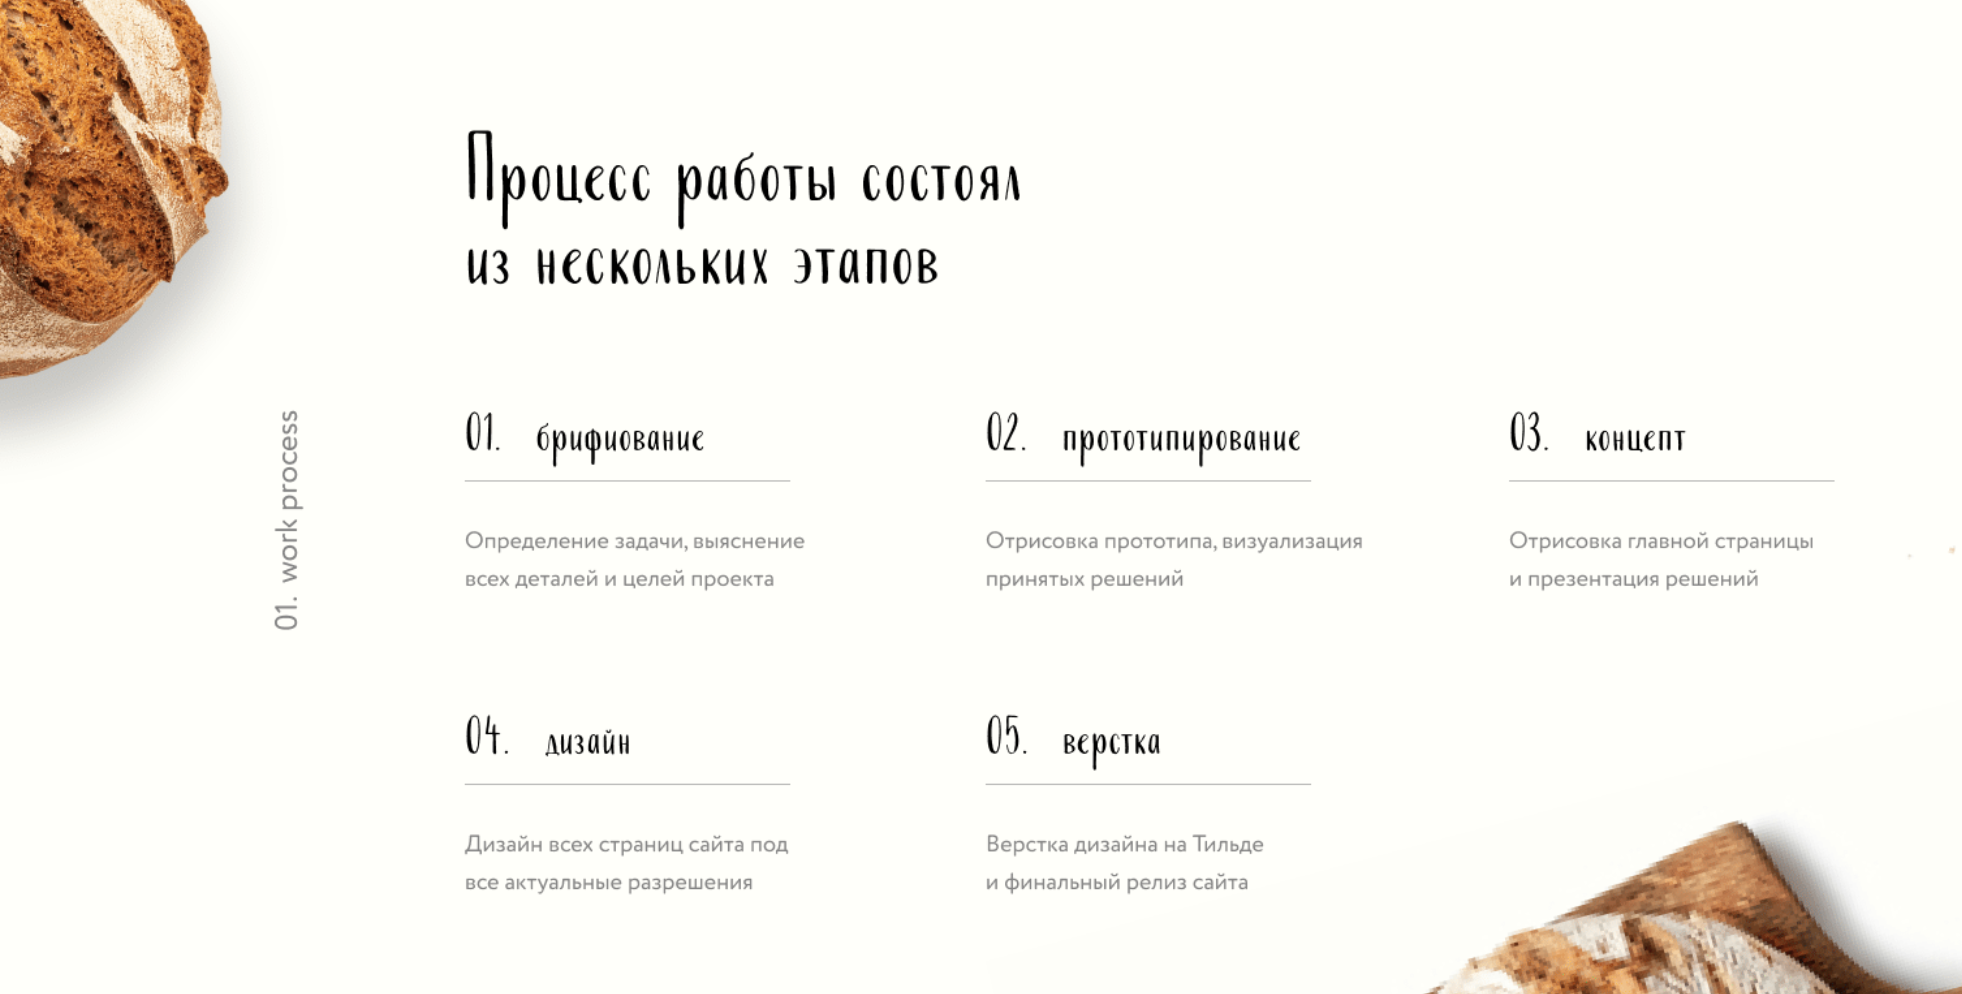 Процесс работы состоял
из нескольких этапов
01. work process
01. брифиование
Определение задачи, выяснение
всех деталей и целей проекта
02. прототипирование
Отрисовка прототипа, визуализация
принятых решений
03. концепт
Отрисовка главной страницы
и презентация решений
04. дизайн
Дизайн всех страниц сайта под
все актуальные разрешения
05. верстка
Верстка дизайна на Тильде
и финальный релиз сайта